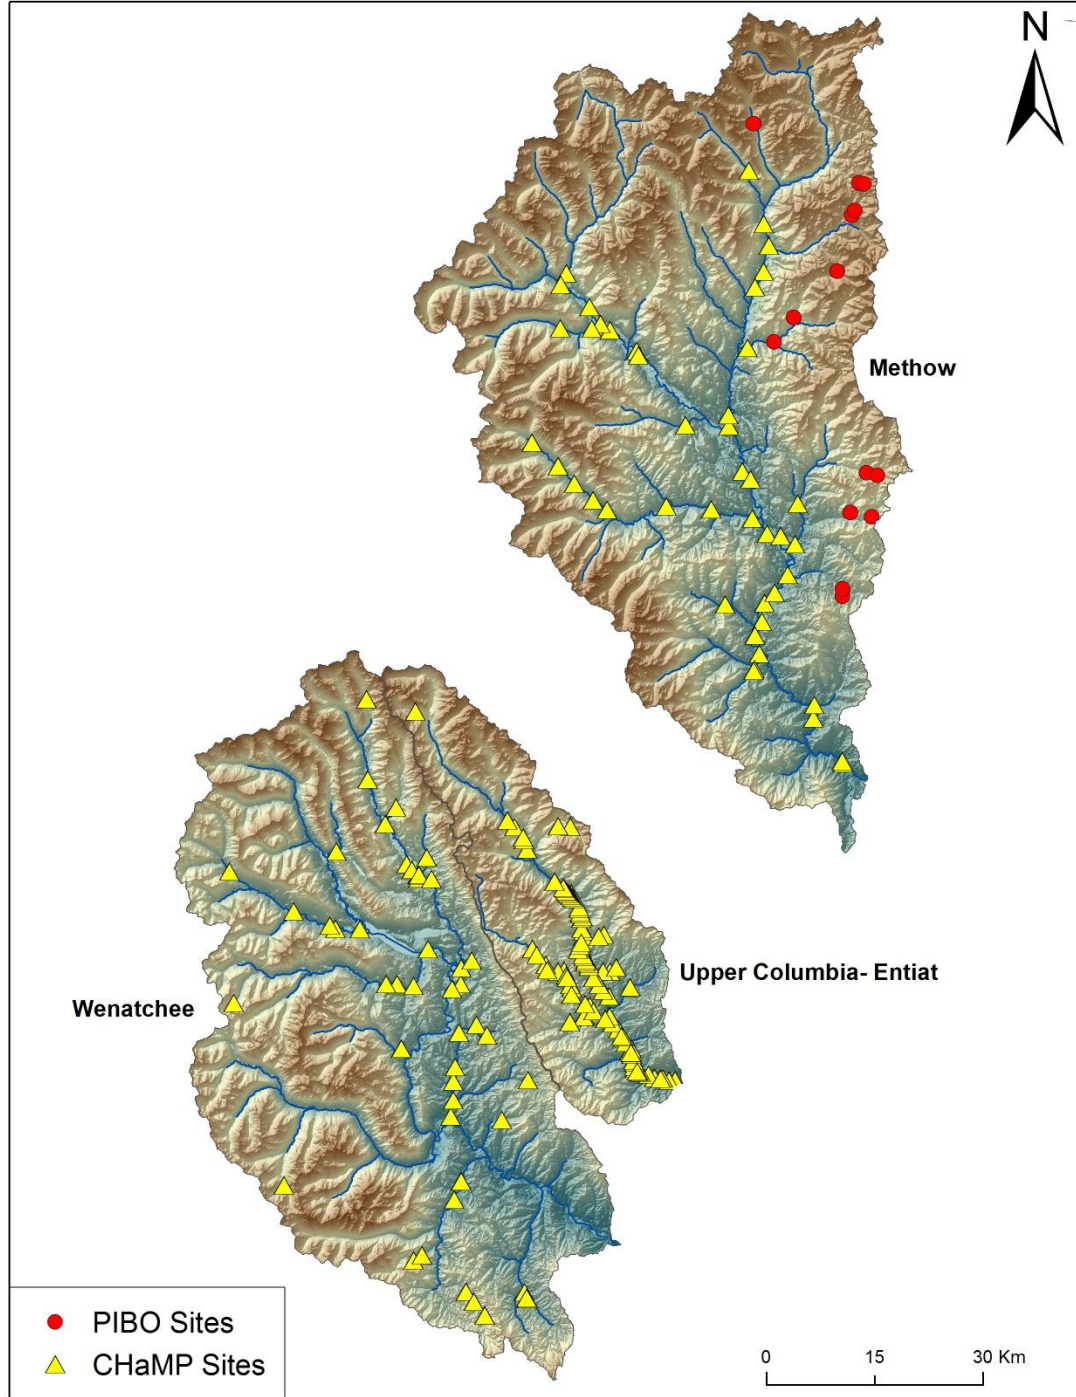 N
Methow
Upper Columbia- Entiat
Wenatchee
PIBO Sites
CHaMP Sites
0 15 30 Km